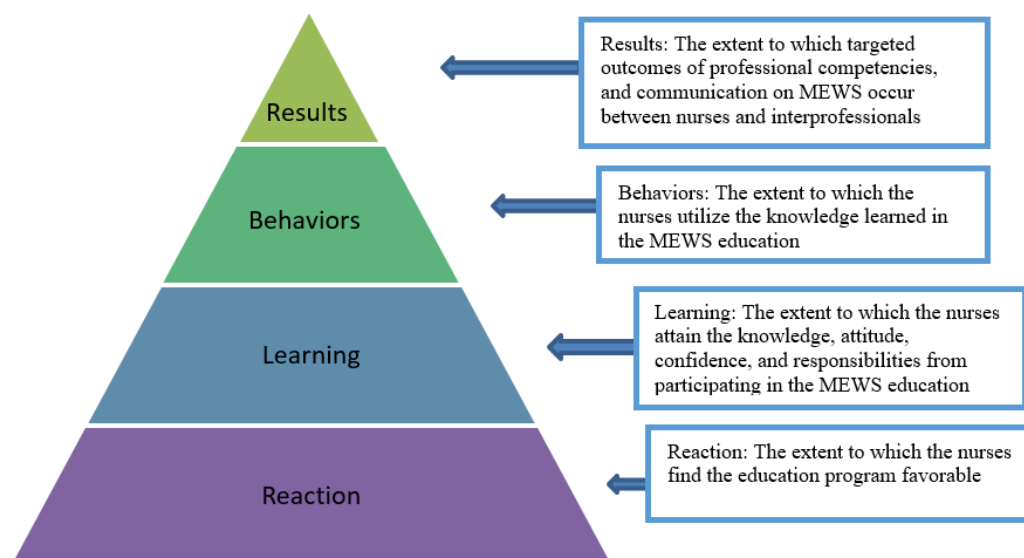 Results
Results: The extent to which targeted
outcomes of professional competencies,
and communication on MEWS occur
between nurses and interprofessionals
Behaviors
Behaviors: The extent to which the
nurses utilize the knowledge learned in
the MEWS education
Learning
Learning: The extent to which the nurses
attain the knowledge, attitude,
confidence, and responsibilities from
participating in the MEWS education
Reaction
Reaction: The extent to which the nurses
find the education program favorable